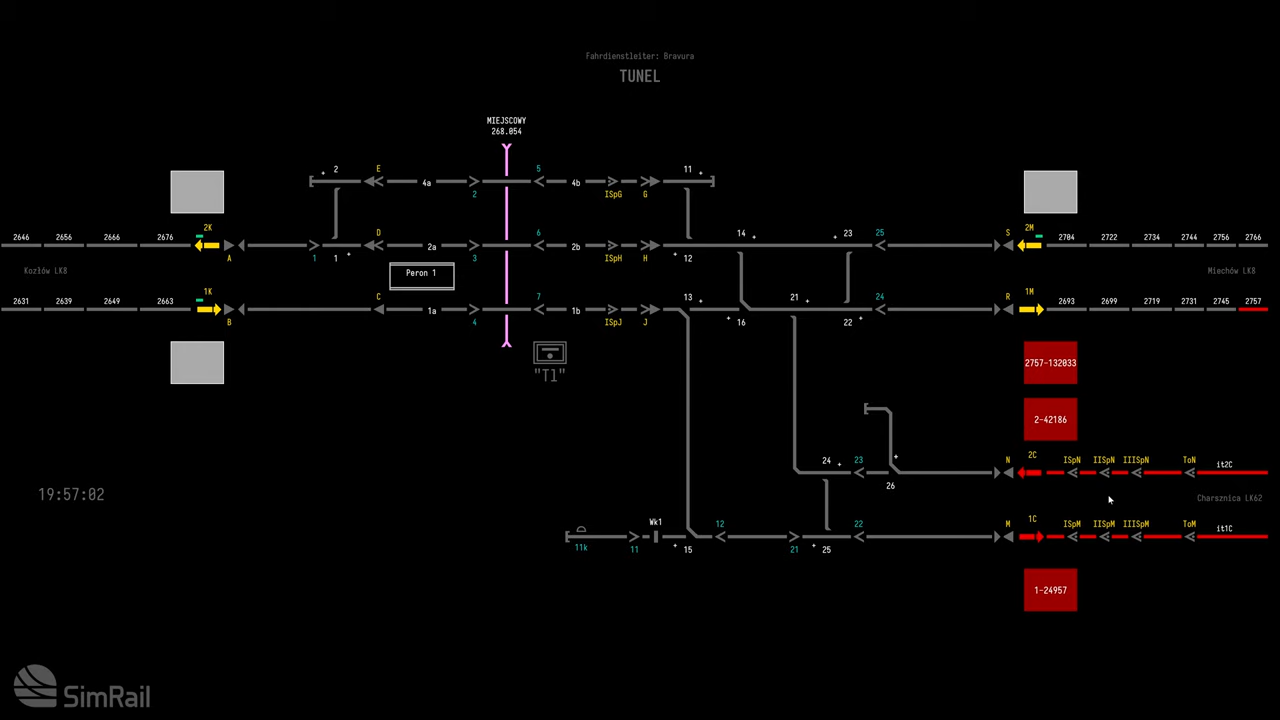 Fahrdienstleiter: Bravura
TUNEL
MIEJSCOWY
268.054
2 E 5 11
4a 4b
2 ISpG G
2K 2M
2646 2656 2666 2676 D 6 14 23 25 S 2704 2722 2734 2744 2756 2766
2a 2b
A 1 1 3 ISpH H 12
Kozłów LK8 Peron 1 Miechów LK8
1K 1M
2631 2639 2649 2663 C 7 13 21 24 R 2693 2699 2719 2731 2745 2757
1a 1b
B 4 ISpJ J 16 22
"T1"
2757-132033
2-42186
24 23 N 2C ISpN IISpN IIISpN ToN it2C
26
19:57:02 Charsznica LK62
Wk1 12 22 M 1C ISpM IISpM IIISpM ToM it1C
11k 11 15 21 25
1-24957
SimRail